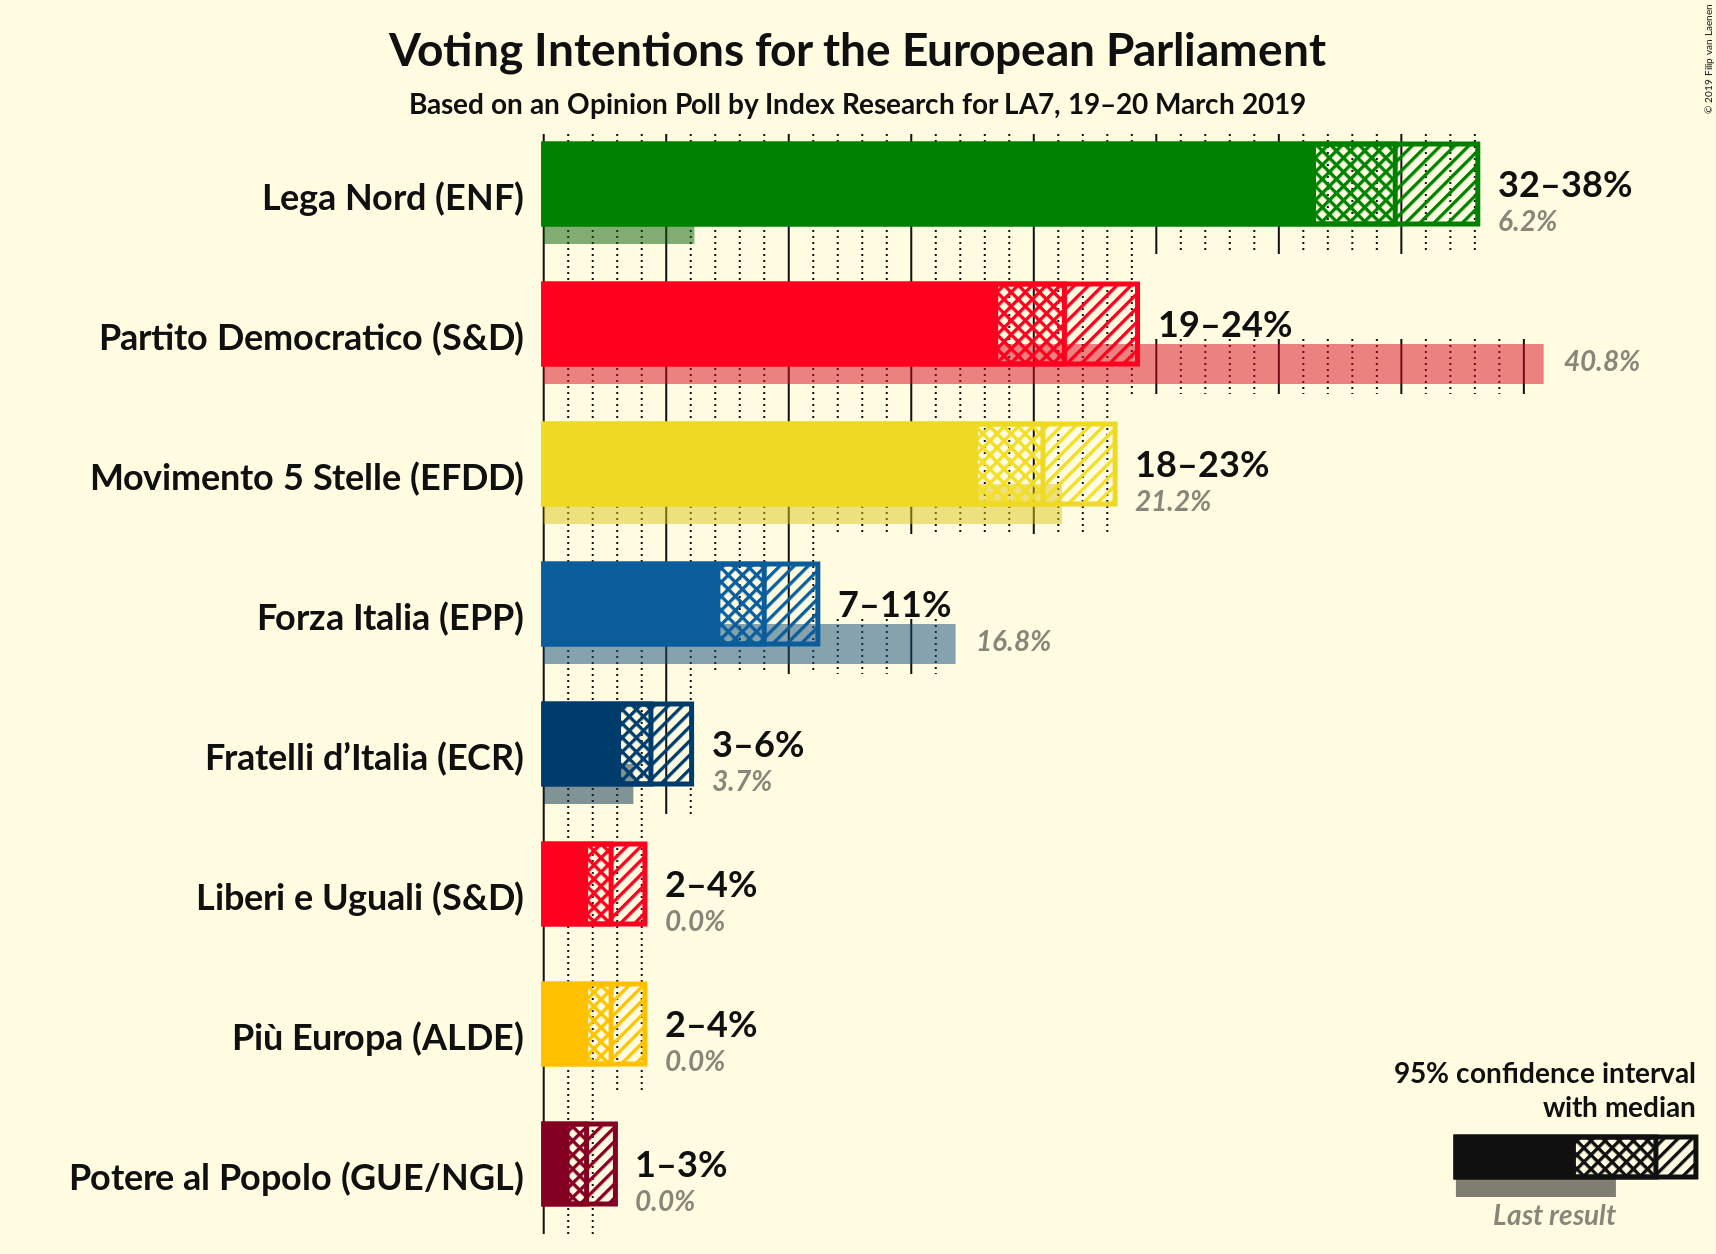 Voting Intentions for the European Parliament
Based on an Opinion Poll by Index Research for LA7, 19–20 March 2019
© 2019 Filip van Laenen
Lega Nord (ENF)
32–38%
6.2%
Partito Democratico (S&D)
19–24%
40.8%
Movimento 5 Stelle (EFDD)
18–23%
21.2%
Forza Italia (EPP)
7–11%
16.8%
Fratelli d’Italia (ECR)
3–6%
3.7%
Liberi e Uguali (S&D)
2–4%
0.0%
Più Europa (ALDE)
2–4%
0.0%
Potere al Popolo (GUE/NGL)
1–3%
0.0%
95% confidence interval
with median
Last result